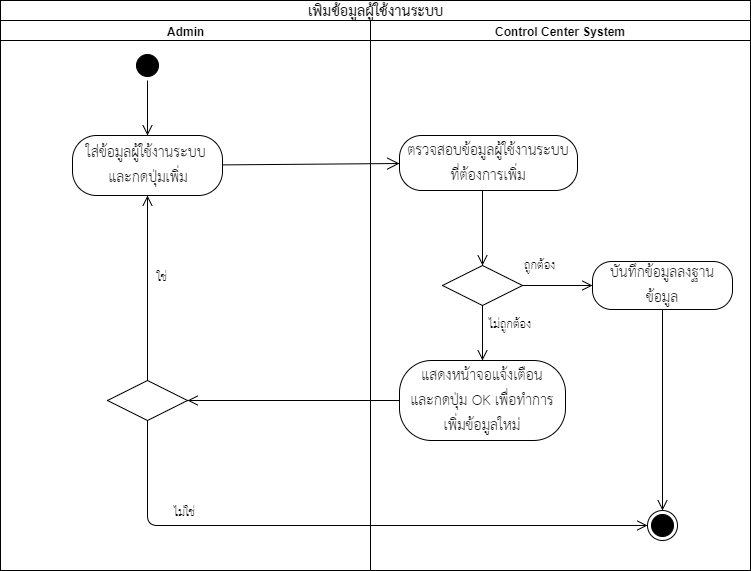 เพิ่มข้อมูลผู้ใช้งานระบบ
Admin
Control Center System
ใส่ข้อมูลผู้ใช้งานระบบ
และกดปุ่มเพิ่ม
ตรวจสอบข้อมูลผู้ใช้งานระบบ
ที่ต้องการเพิ่ม
ถูกต้อง
บันทึกข้อมูลลงฐาน
ข้อมูล
ใช่
ไม่ถูกต้อง
แสดงหน้าจอแจ้งเตือน
และกดปุ่ม OK เพื่อทำการ
เพิ่มข้อมูลใหม่
ไม่ใช่